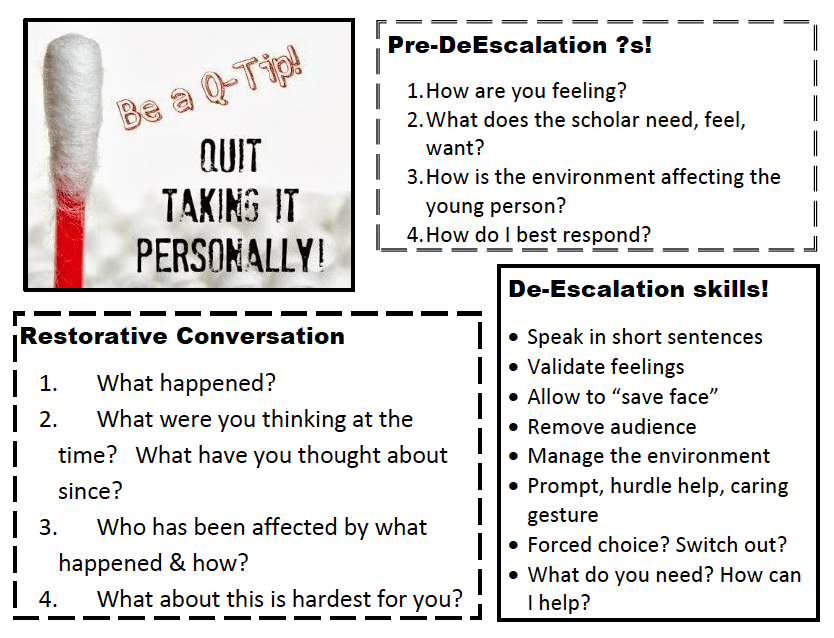 Be a Q-Tip!
QUIT
TAKING IT
PERSONALLY!
Pre-DeEscalation ?s!
1.How are you feeling?
2.What does the scholar need, feel,
want?
3.How is the environment affecting the
young person?
4.How do I best respond?
De-Escalation skills!
• Speak in short sentences
• Validate feelings
• Allow to “save face”
• Remove audience
• Manage the environment
• Prompt, hurdle help, caring
gesture
• Forced choice? Switch out?
• What do you need? How can
I help?
Restorative Conversation
1. What happened?
2. What were you thinking at the
time? What have you thought about
since?
3. Who has been affected by what
happened & how?
4. What about this is hardest for you?